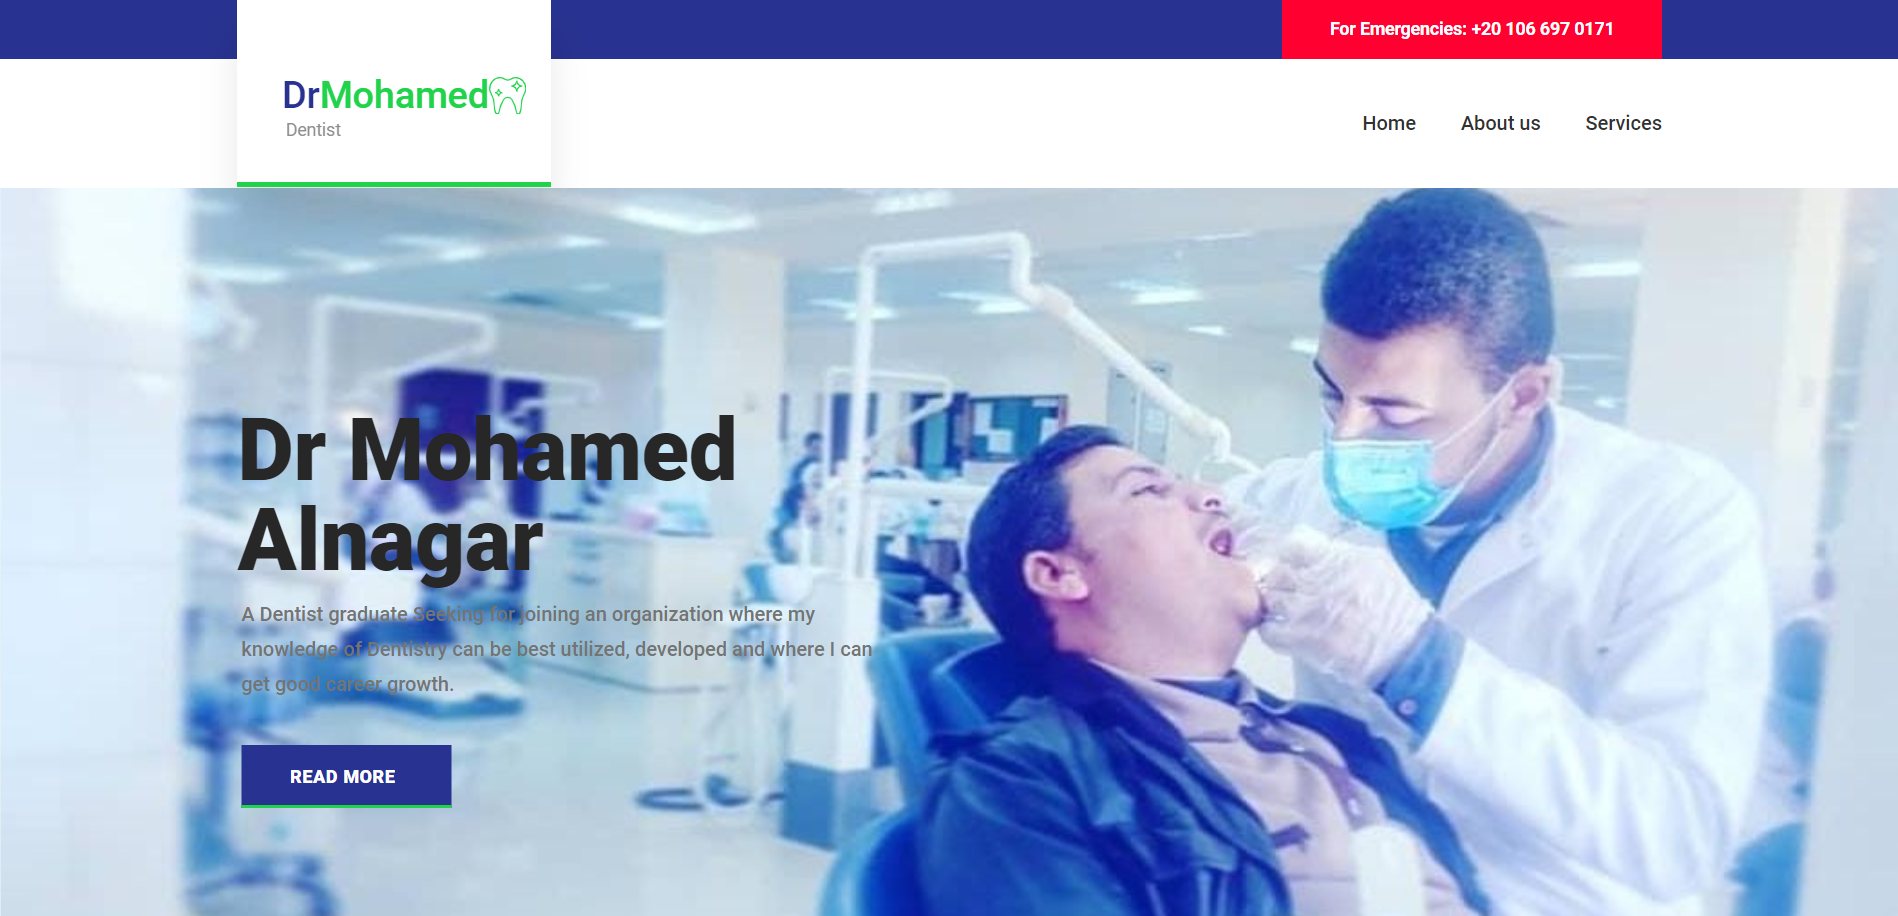 For Emergencies: +20 106 697 0171
DrMohamed
Dentist
Home About us Services
Dr Mohamed
Alnagar
A Dentist graduate Seeking for joining an organization where my
knowledge of Dentistry can be best utilized, developed and where I can
get good career growth.
READ MORE